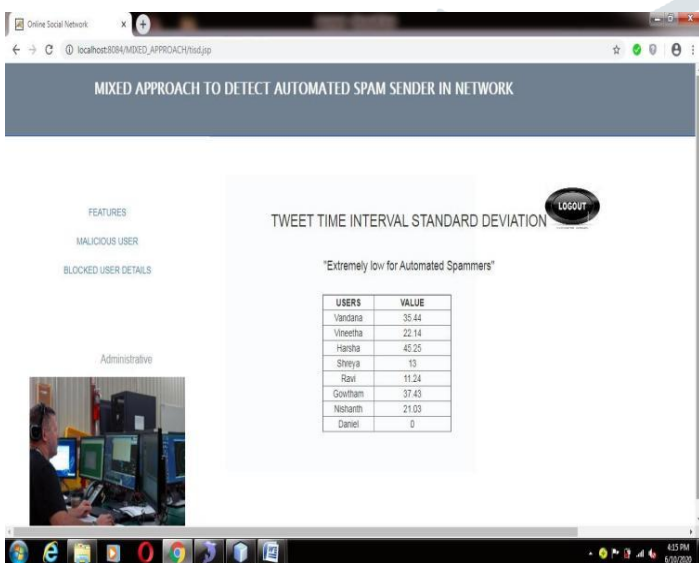 Online Social Network
localhost:8084/MIXED_APPROACH/tisd.jsp
MIXED APPROACH TO DETECT AUTOMATED SPAM SENDER IN NETWORK
LOGOUT
FEATURES
MALICIOUS USER
BLOCKED USER DETAILS
Administrative
TWEET TIME INTERVAL STANDARD DEVIATION
"Extremely low for Automated Spammers"
USERS VALUE
Vandana 35.44
Vineetha 22.14
Harsha 45.25
Shreya 13
Ravi 11.24
Gowtham 37.43
Nishanth 21.03
Daniel 0
4:15 PM
6/10/2020